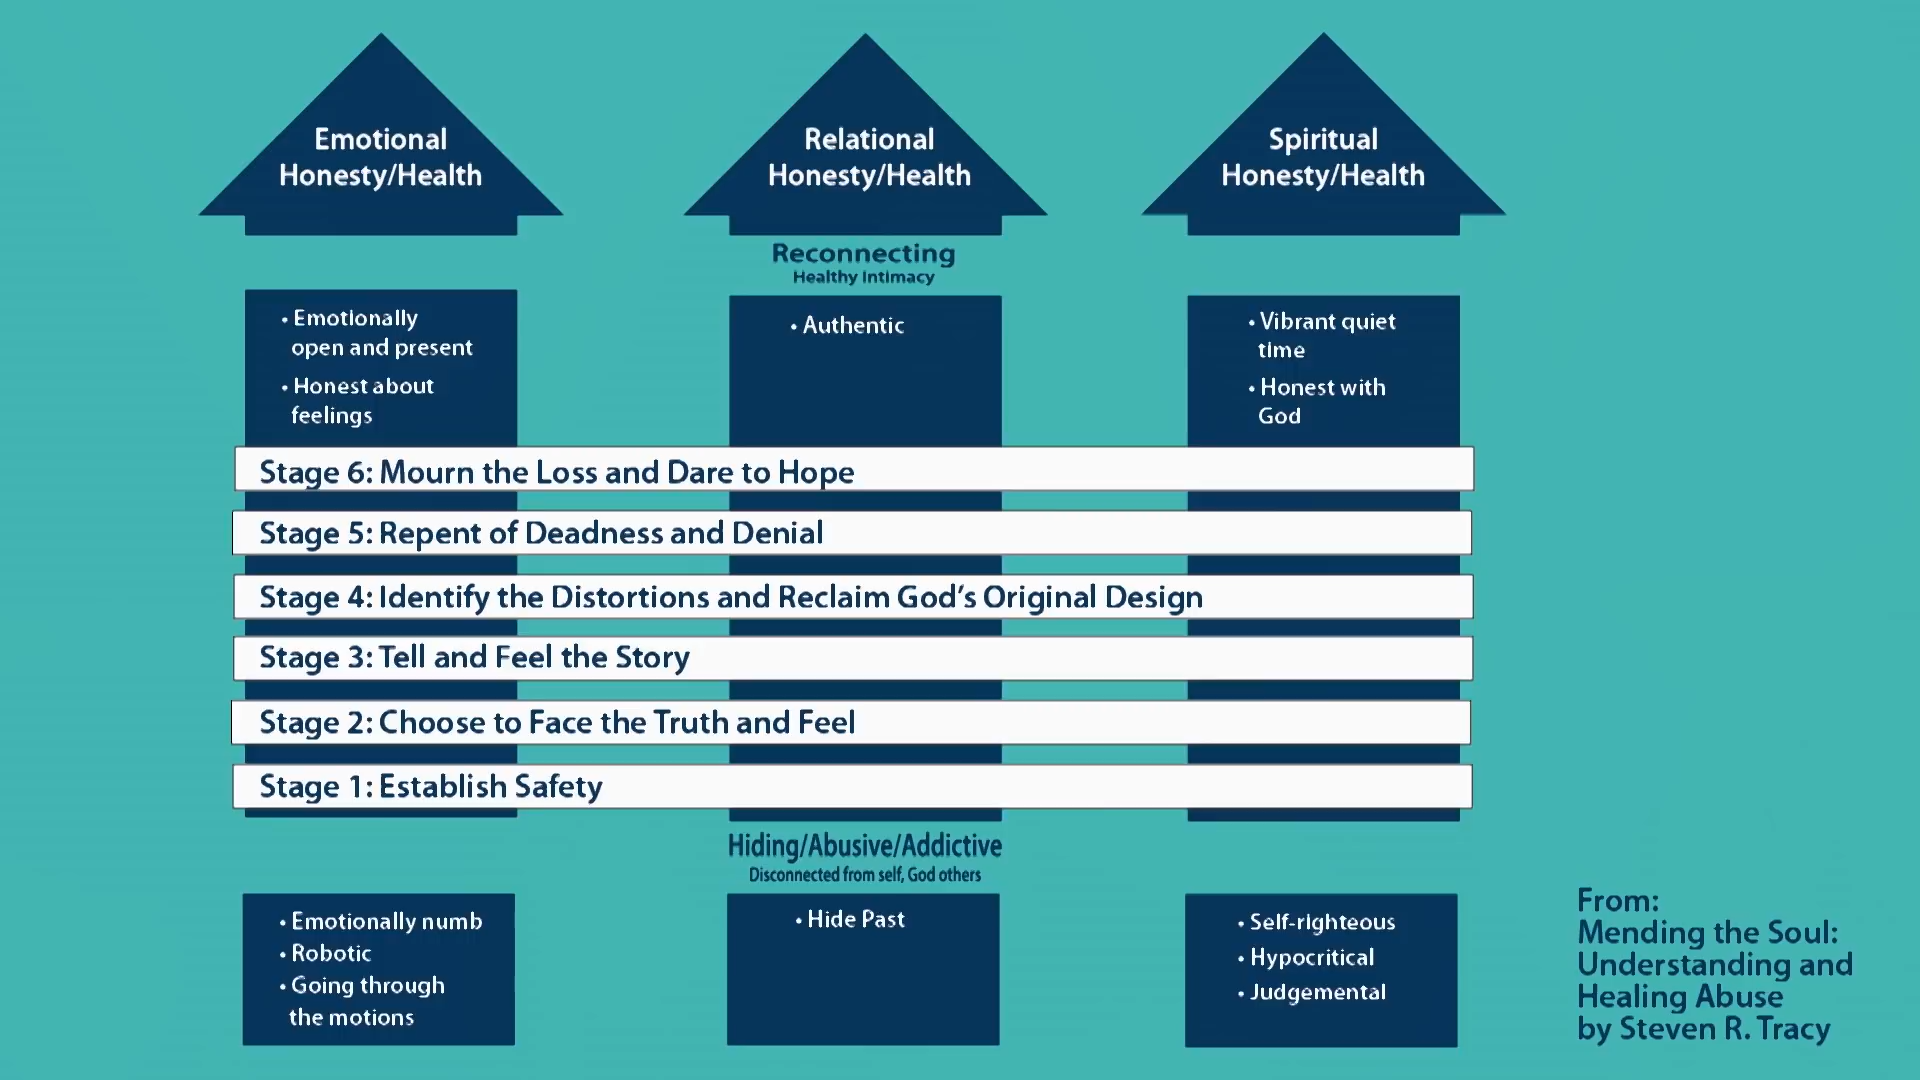 Emotional
Honesty/Health
Relational
Honesty/Health
Spiritual
Honesty/Health
Reconnecting
Healthy Intimacy
• Emotionally
open and present
• Honest about
feelings
• Authentic
• Vibrant quiet
time
• Honest with
God
Stage 6: Mourn the Loss and Dare to Hope
Stage 5: Repent of Deadness and Denial
Stage 4: Identify the Distortions and Reclaim God's Original Design
Stage 3: Tell and Feel the Story
Stage 2: Choose to Face the Truth and Feel
Stage 1: Establish Safety
Hiding/Abusive/Addictive
Disconnected from self, God others
• Emotionally numb
• Robotic
• Going through
the motions
• Hide Past
• Self-righteous
• Hypocritical
• Judgemental
From:
Mending the Soul:
Understanding and
Healing Abuse
by Steven R. Tracy